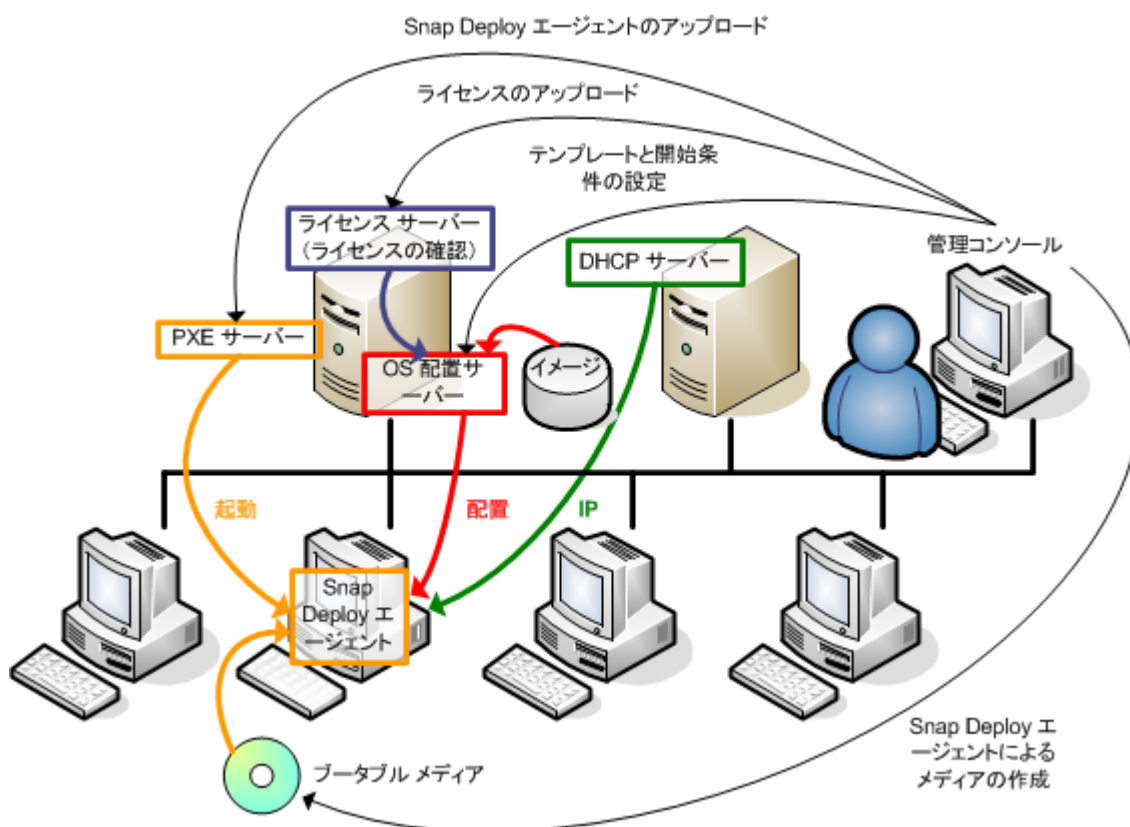 Snap Deploy エージェントのアップロード
ライセンスのアップロード
テンプレートと開始条
件の設定
ライセンス サーバー
(ライセンスの確認)
DHCP サーバー
管理コンソール
PXE サーバー
OS 配置サ
ーバー
イメージ
起動
配置
IP
Snap
Deploy エ
ージェント
Snap Deploy エ
ージェントによる
メディアの作成
ブータブル メディア